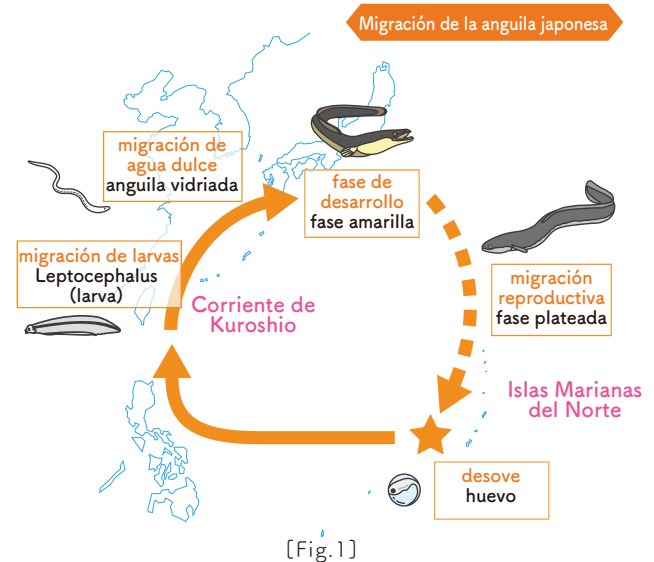 Migración de la anguila japonesa
migración de
agua dulce
anguila vidriada
fase de
desarrollo
fase amarilla
migración de larvas
Leptocephalus
(larva)
migración
reproductiva
fase plateada
Corriente de
Kuroshio
Islas Marianas
del Norte
desove
huevo
[Fig.1]